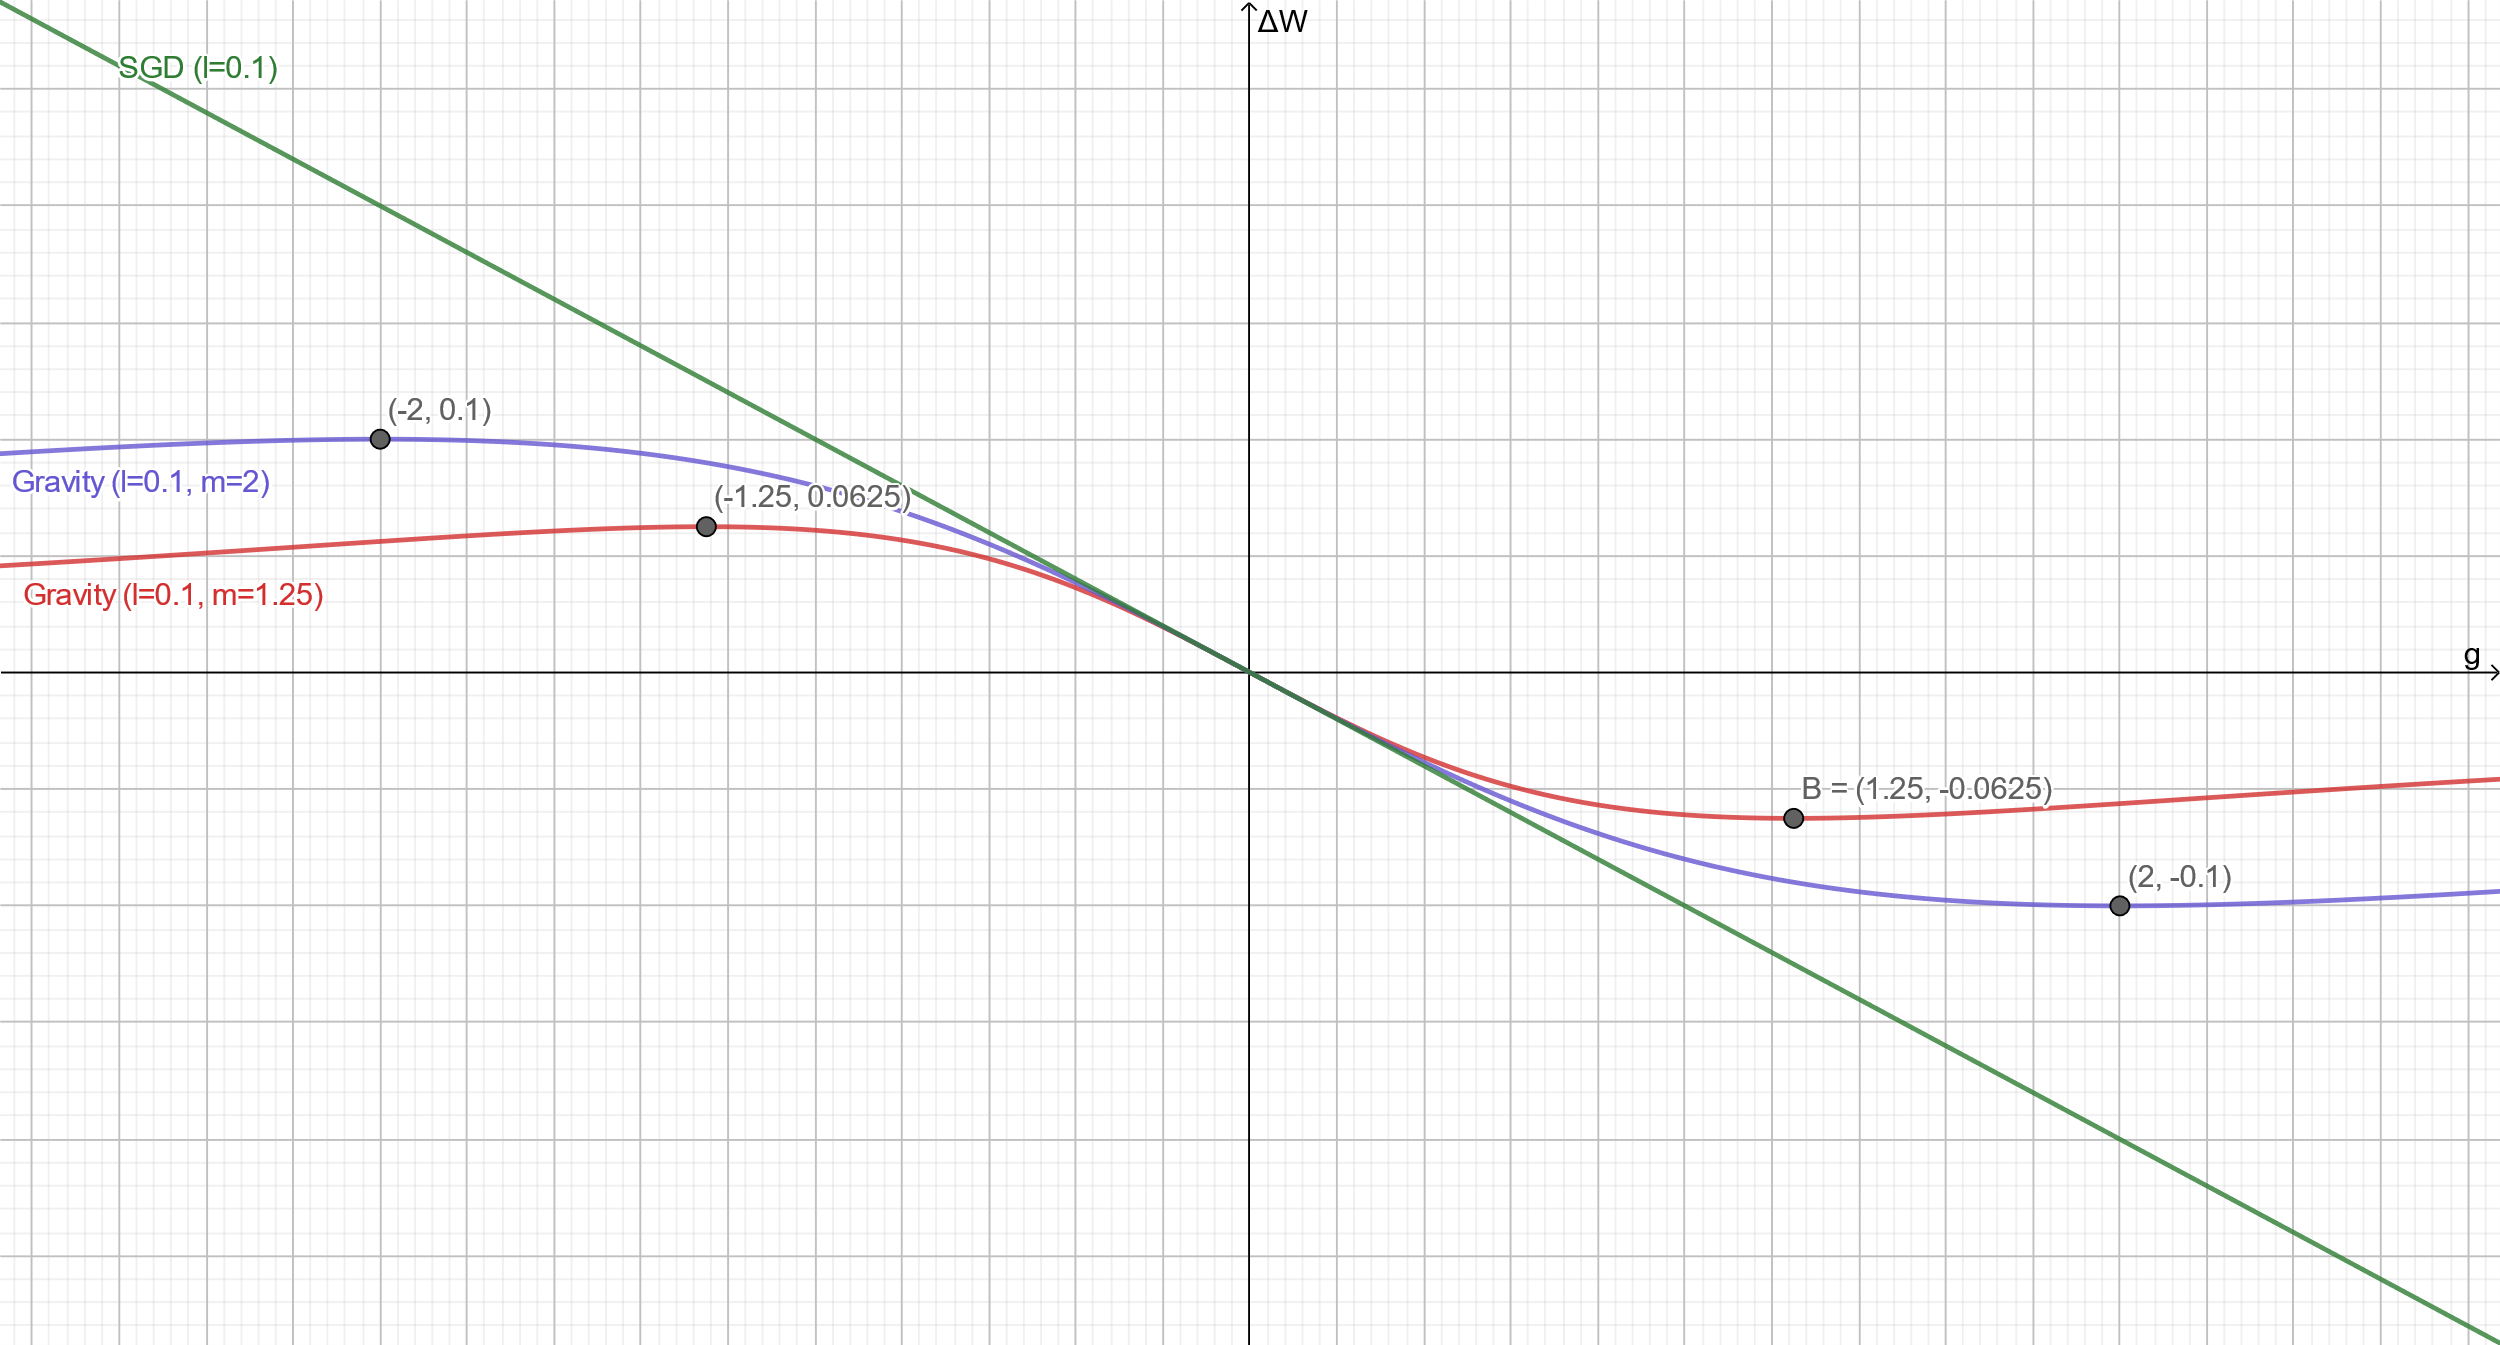 ΔW
SGD (l=0.1)
(-2, 0.1)
Gravity (l=0.1, m=2)
(-1.25, 0.0625)
Gravity (l=0.1, m=1.25)
g
B = (1.25, -0.0625)
(2, -0.1)